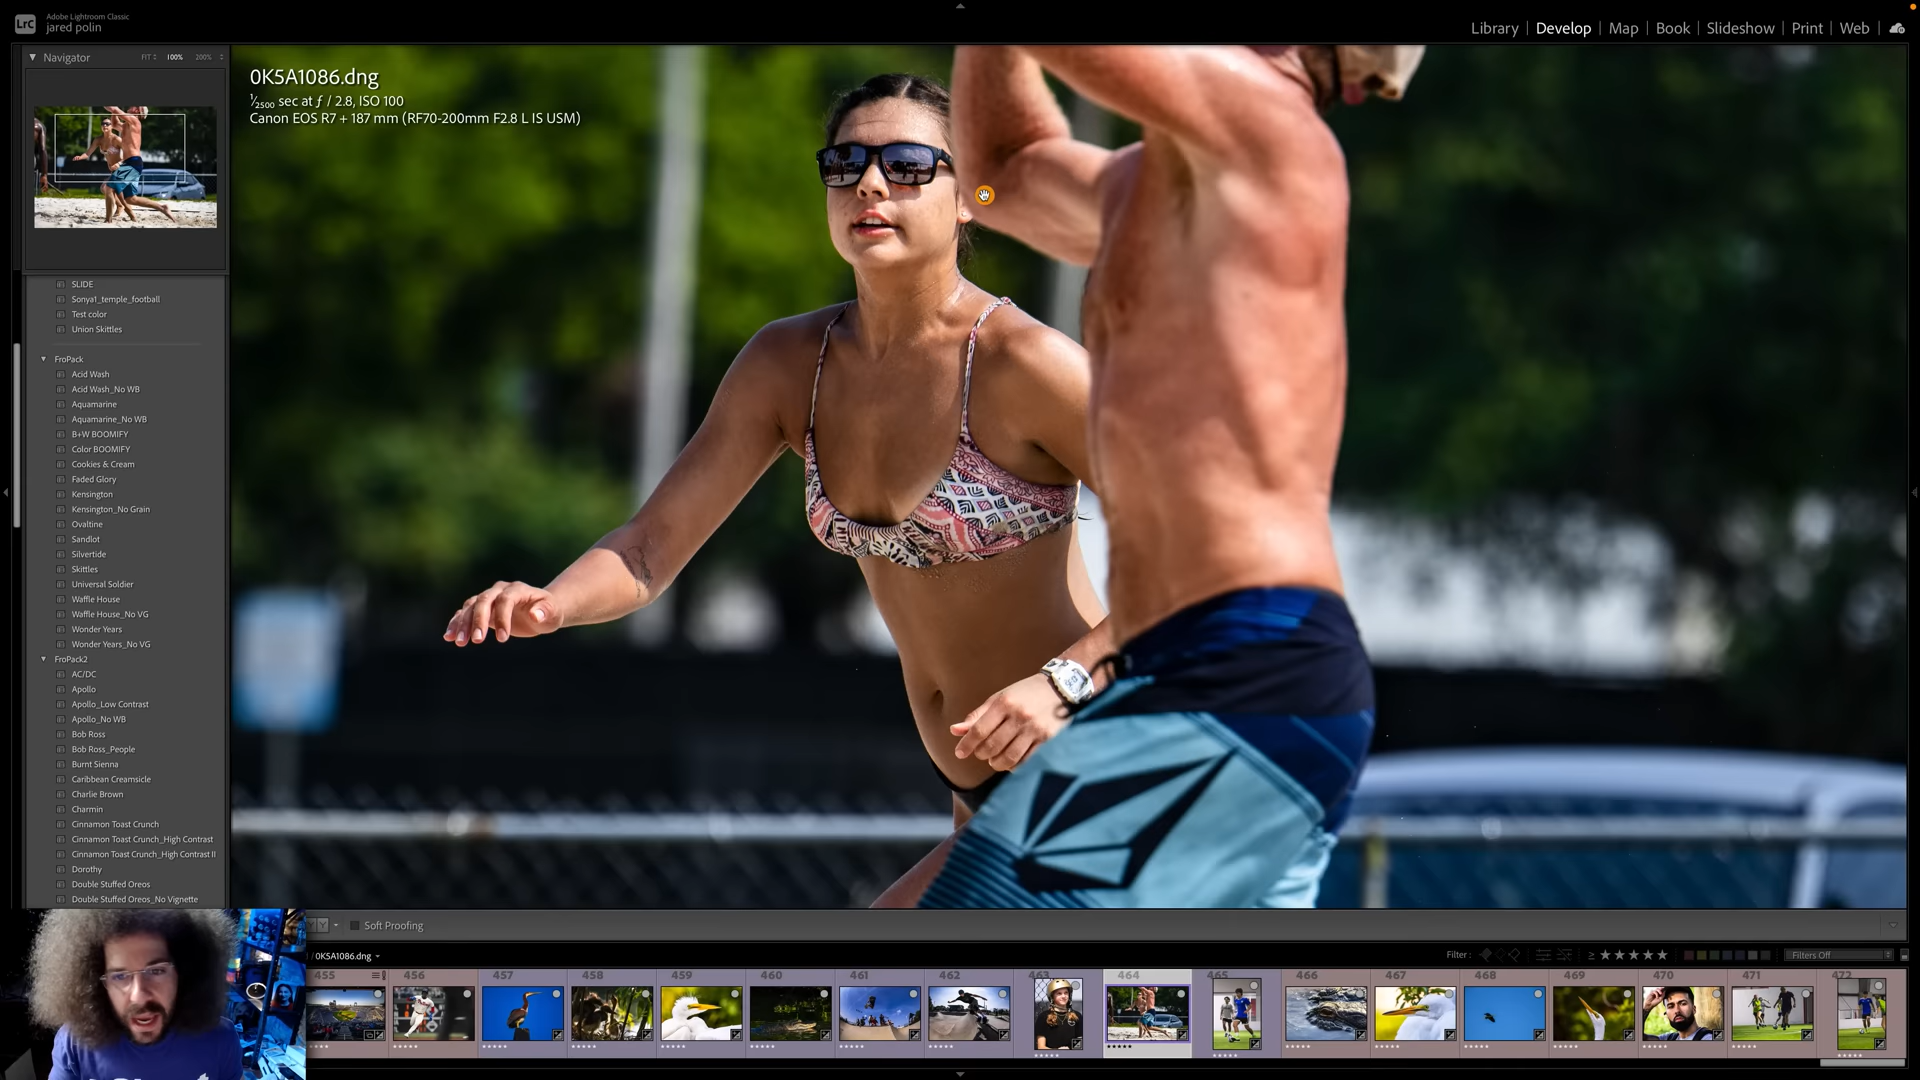 LrC
Adobe Lightroom Classic
jared polin
Library | Develop | Map | Book | Slideshow | Print | Web
Navigator FIT 100% 200%
0K5A1086.dng
1/2500 sec at ƒ / 2.8, ISO 100
Canon EOS R7 + 187 mm (RF70-200mm F2.8 L IS USM)
SLIDE
Sonya1_temple_football
Test color
Union Skittles
FroPack
Acid Wash
Acid Wash_No WB
Aquamarine
Aquamarine_No WB
B+W BOOMIFY
Color BOOMIFY
Cookies & Cream
Faded Glory
Kensington
Kensington_No Grain
Ovaltine
Sandlot
Silvertide
Skittles
Universal Soldier
Waffle House
Waffle House_No VG
Wonder Years
Wonder Years_No VG
FroPack2
AC/DC
Apollo
Apollo_Low Contrast
Apollo_No WB
Bob Ross
Bob Ross_People
Burnt Sienna
Caribbean Creamsicle
Charlie Brown
Charmin
Cinnamon Toast Crunch
Cinnamon Toast Crunch_High Contrast
Cinnamon Toast Crunch_High Contrast II
Dorothy
Double Stuffed Oreos
Double Stuffed Oreos_No Vignette
Y Soft Proofing
/ 0K5A1086.dng
Filter : ≥ ★★★★★ Filters Off
455 456 457 458 459 460 461 462 463 464 465 466 467 468 469 470 471 472